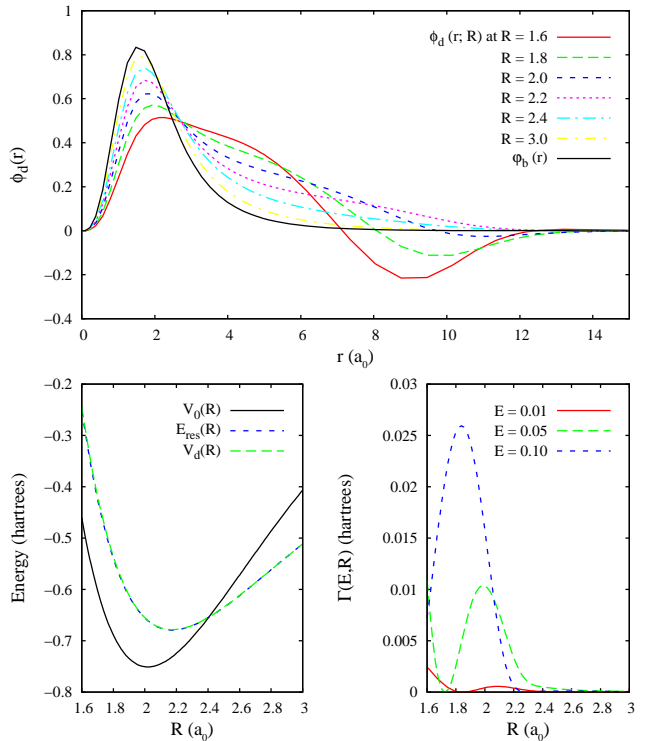 ϕd(r; R) at R = 1.6
R = 1.8
R = 2.0
R = 2.2
R = 2.4
R = 3.0
φb (r)
1
0.8
0.6
0.4
0.2
0
−0.2
−0.4
ϕd(r)
0 2 4 6 8 10 12 14
r (a0)
−0.2
−0.3
−0.4
−0.5
−0.6
−0.7
−0.8
Energy (hartrees)
V0(R)
Eres(R)
Vd(R)
1.6 1.8 2 2.2 2.4 2.6 2.8 3
R (a0)
0.03
0.025
0.02
0.015
0.01
0.005
0
Γ(E,R) (hartrees)
E = 0.01
E = 0.05
E = 0.10
1.6 1.8 2 2.2 2.4 2.6 2.8 3
R (a0)